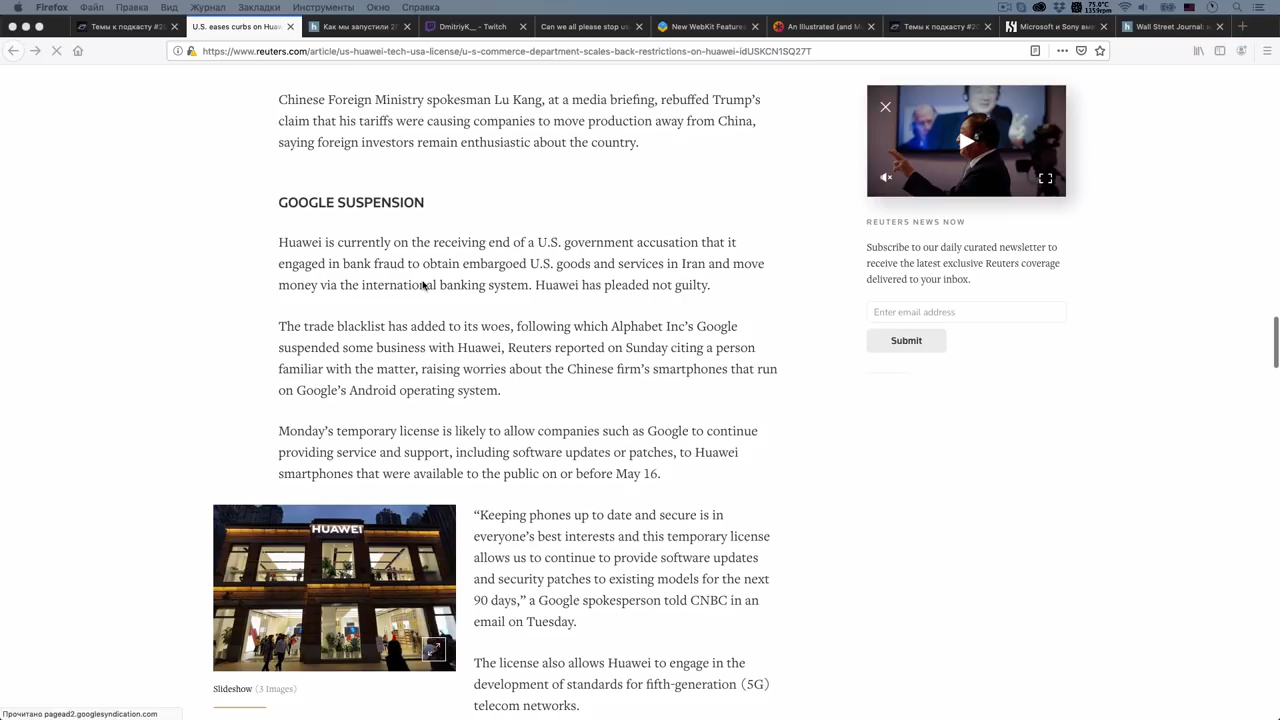 Правка
Вид
Журнал
Закладки
Инструменты
Окно
Справка
75.0°C
1359rpm
Темы к подкасту #20
U.S. eases curbs on Huaw
Как мы запустили
DmitriyK__ - Twitch
Can we all please stop us
New WebKit Features
An Illustrated (and M
Темы к подкасту #20
Microsoft и Sony
Wall Street Journal:
https://www.reuters.com/article/us-huawei-tech-usa-license/u-s-commerce-department-scales-back-restrictions-on-huawei-idUSKCN1SQ27T
Chinese Foreign Ministry spokesman Lu Kang, at a media briefing, rebuffed Trump’s
claim that his tariffs were causing companies to move production away from China,
saying foreign investors remain enthusiastic about the country.
GOOGLE SUSPENSION
Huawei is currently on the receiving end of a U.S. government accusation that it
engaged in bank fraud to obtain embargoed U.S. goods and services in Iran and move
money via the international banking system. Huawei has pleaded not guilty.
The trade blacklist has added to its woes, following which Alphabet Inc’s Google
suspended some business with Huawei, Reuters reported on Sunday citing a person
familiar with the matter, raising worries about the Chinese firm’s smartphones that run
on Google’s Android operating system.
Monday’s temporary license is likely to allow companies such as Google to continue
providing service and support, including software updates or patches, to Huawei
smartphones that were available to the public on or before May 16.
HUAWEI
Slideshow (3 Images)
“Keeping phones up to date and secure is in
everyone’s best interests and this temporary license
allows us to continue to provide software updates
and security patches to existing models for the next
90 days,” a Google spokesperson told CNBC in an
email on Tuesday.
The license also allows Huawei to engage in the
development of standards for fifth-generation (5G)
telecom networks.
REUTERS NEWS NOW
Subscribe to our daily curated newsletter to
receive the latest exclusive Reuters coverage
delivered to your inbox.
Enter email address
Submit
Прочитано pagead2.googlesyndication.com